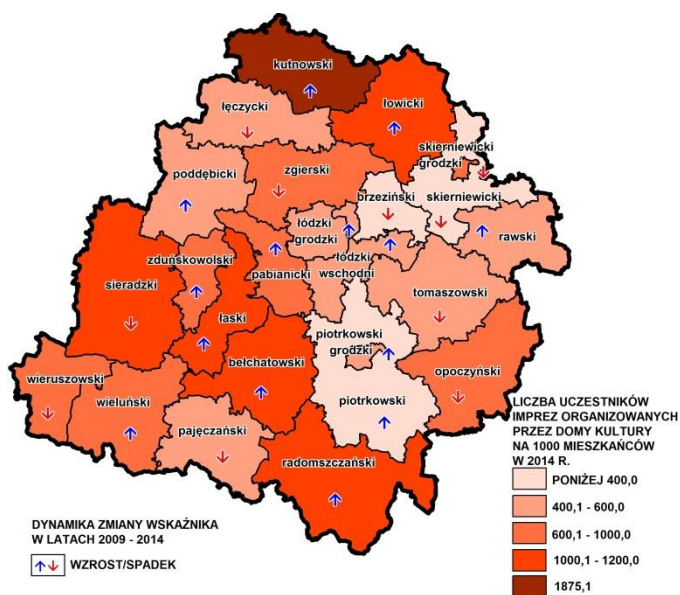 kutnowski
łowicki
łęczycki
skierniewicki
grodzki
poddębicki
zgierski
brzeziński
skierniewicki
łódzki
grodzki
rawski
zduńskowolski
pabianicki
łódzki
wschodni
sieradzki
tomaszowski
łaski
piotrkowski
grodzki
bełchatowski
opoczyński
wieruszowski
wieluński
piotrkowski
pajęczański
radomszczański
LICZBA UCZESTNIKÓW
IMPREZ ORGANIZOWANYCH
PRZEZ DOMY KULTURY
NA 1000 MIESZKAŃCÓW
W 2014 R.
PONIŻEJ 400,0
400,1 - 600,0
600,1 - 1000,0
1000,1 - 1200,0
1875,1
DYNAMIKA ZMIANY WSKAŹNIKA
W LATACH 2009 - 2014
WZROST/SPADEK